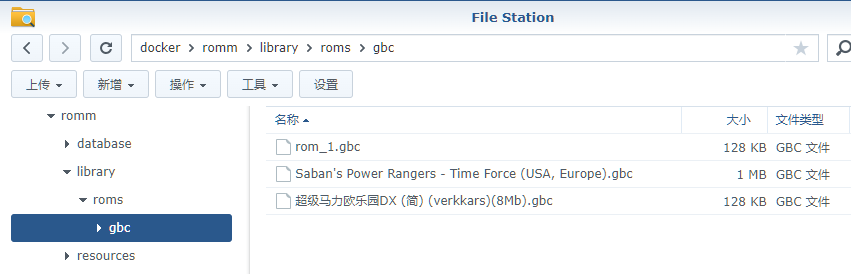 File Station
docker > romm > library > roms > gbc
上传 新增 操作 工具 设置
romm
database
library
roms
gbc
resources
名称 大小 文件类型
rom_1.gbc 128 KB GBC 文件
Saban's Power Rangers - Time Force (USA, Europe).gbc 1 MB GBC 文件
超级马力欧乐园DX (简) (verkkars)(8Mb).gbc 128 KB GBC 文件